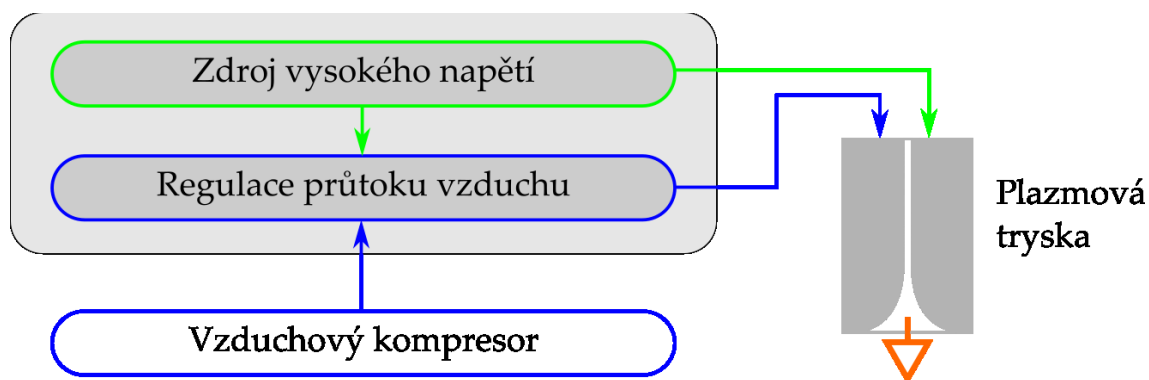 Zdroj vysokého napětí
Regulace průtoku vzduchu
Vzduchový kompresor
Plazmová
tryska